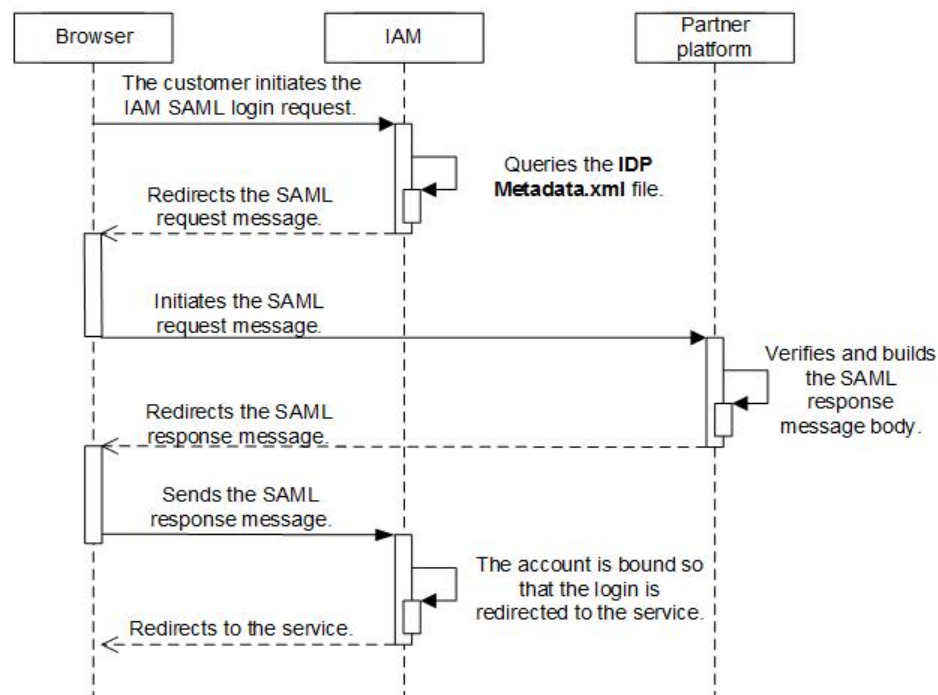 Browser
IAM
Partner
platform
The customer initiates the
IAM SAML login request.
Queries the IDP
Metadata.xml file.
Redirects the SAML
request message.
Initiates the SAML
request message.
Verifies and builds
the SAML
response
message body.
Redirects the SAML
response message.
Sends the SAML
response message.
The account is bound so
that the login is
redirected to the service.
Redirects to the service.